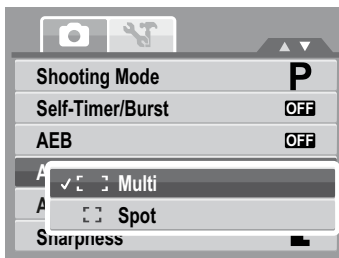 Shooting Mode P
Self-Timer/Burst OFF
AEB OFF
A
✓ Multi
A
Spot
Sharpness